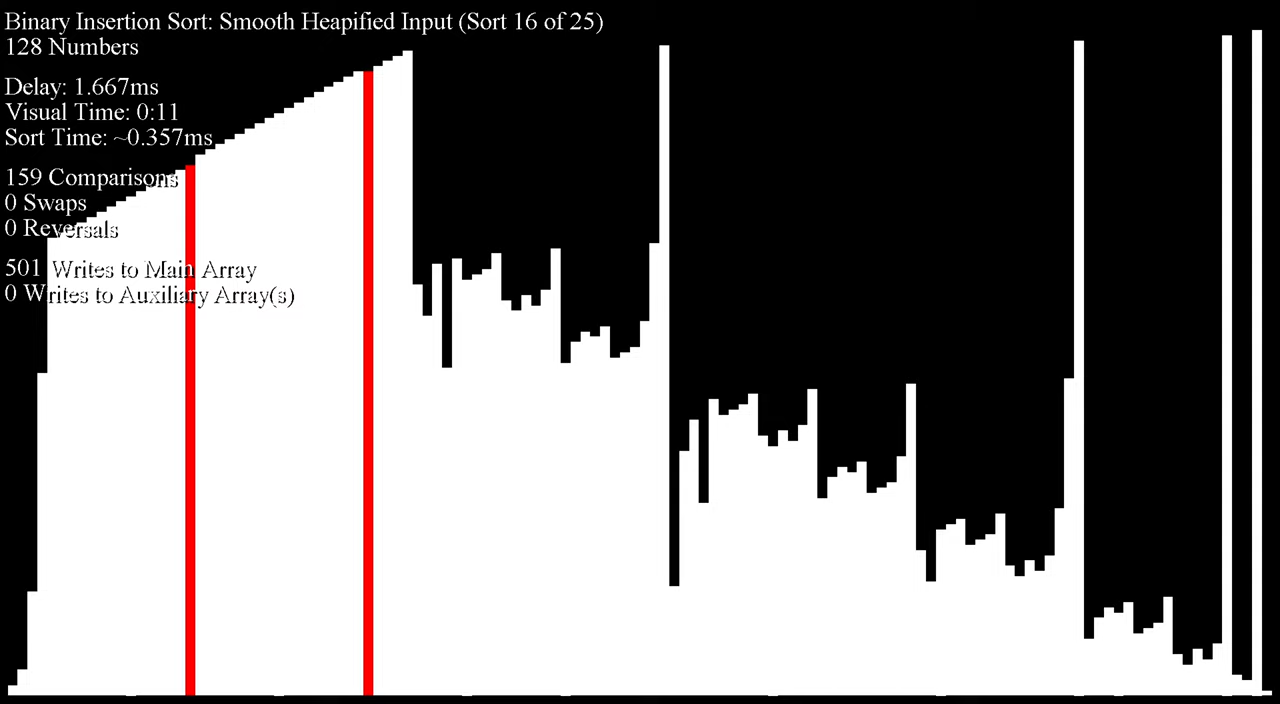 Binary Insertion Sort: Smooth Heapified Input (Sort 16 of 25)
128 Numbers
Delay: 1.667ms
Visual Time: 0:11
Sort Time: ~0.357ms
159 Comparisons
0 Swaps
0 Reversals
501 Writes to Main Array
0 Writes to Auxiliary Array(s)